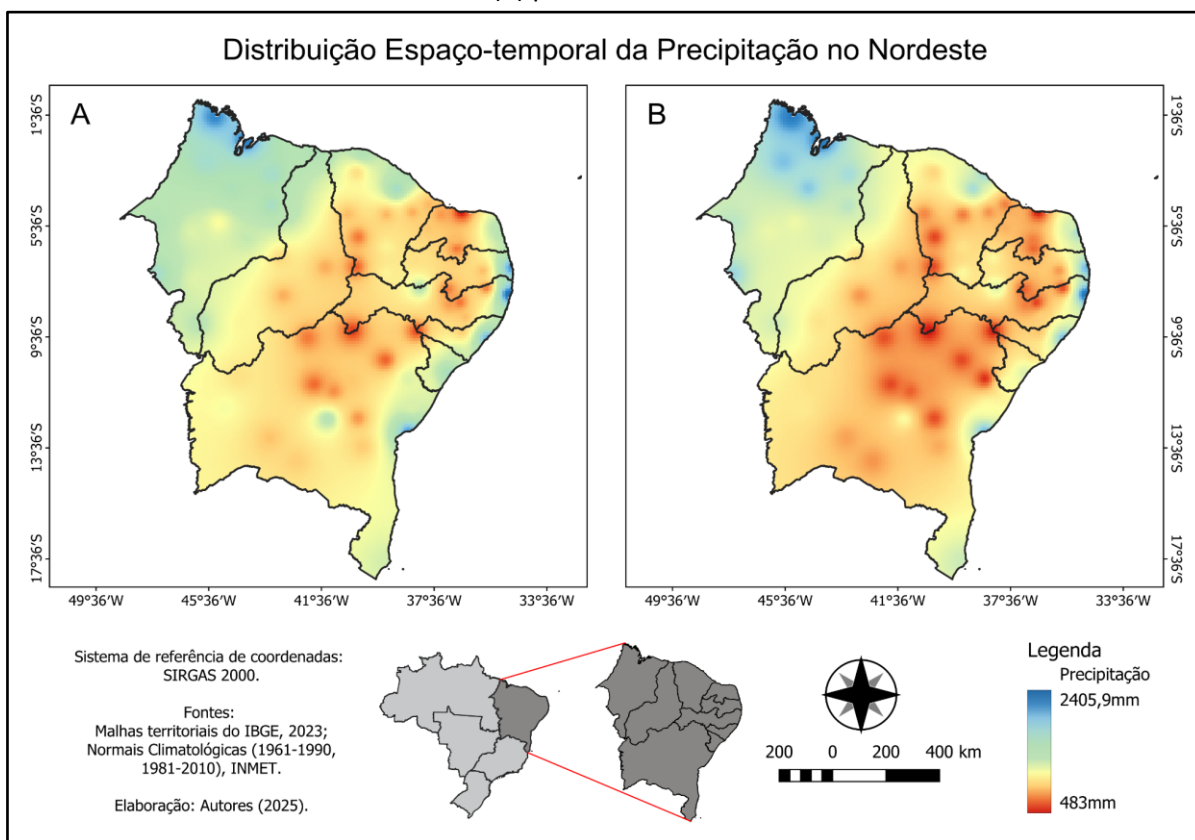 Distribuição Espaço-temporal da Precipitação no Nordeste
A
B
1°36'S
5°36'S
9°36'S
13°36'S
17°36'S
1°36'S
5°36'S
9°36'S
13°36'S
17°36'S
49°36'W
45°36'W
41°36'W
37°36'W
33°36'W
49°36'W
45°36'W
41°36'W
37°36'W
33°36'W
Sistema de referência de coordenadas:
SIRGAS 2000.
Fontes:
Malhas territoriais do IBGE, 2023;
Normais Climatológicas (1961-1990,
1981-2010), INMET.
Elaboração: Autores (2025).
200 0 200 400 km
Legenda
Precipitação
2405,9mm
483mm